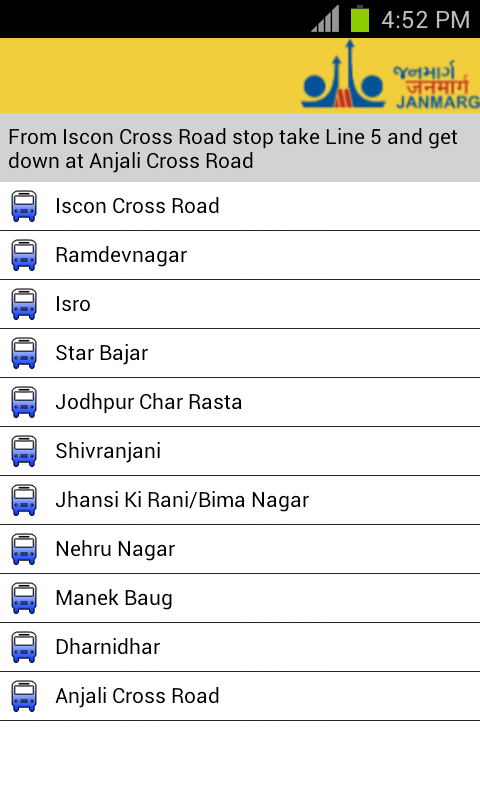 4:52 PM
જનમાર્ગ
जनमार्ग
JANMARG
From Iscon Cross Road stop take Line 5 and get
down at Anjali Cross Road
Iscon Cross Road
Ramdevnagar
Isro
Star Bajar
Jodhpur Char Rasta
Shivranjani
Jhansi Ki Rani/Bima Nagar
Nehru Nagar
Manek Baug
Dharnidhar
Anjali Cross Road